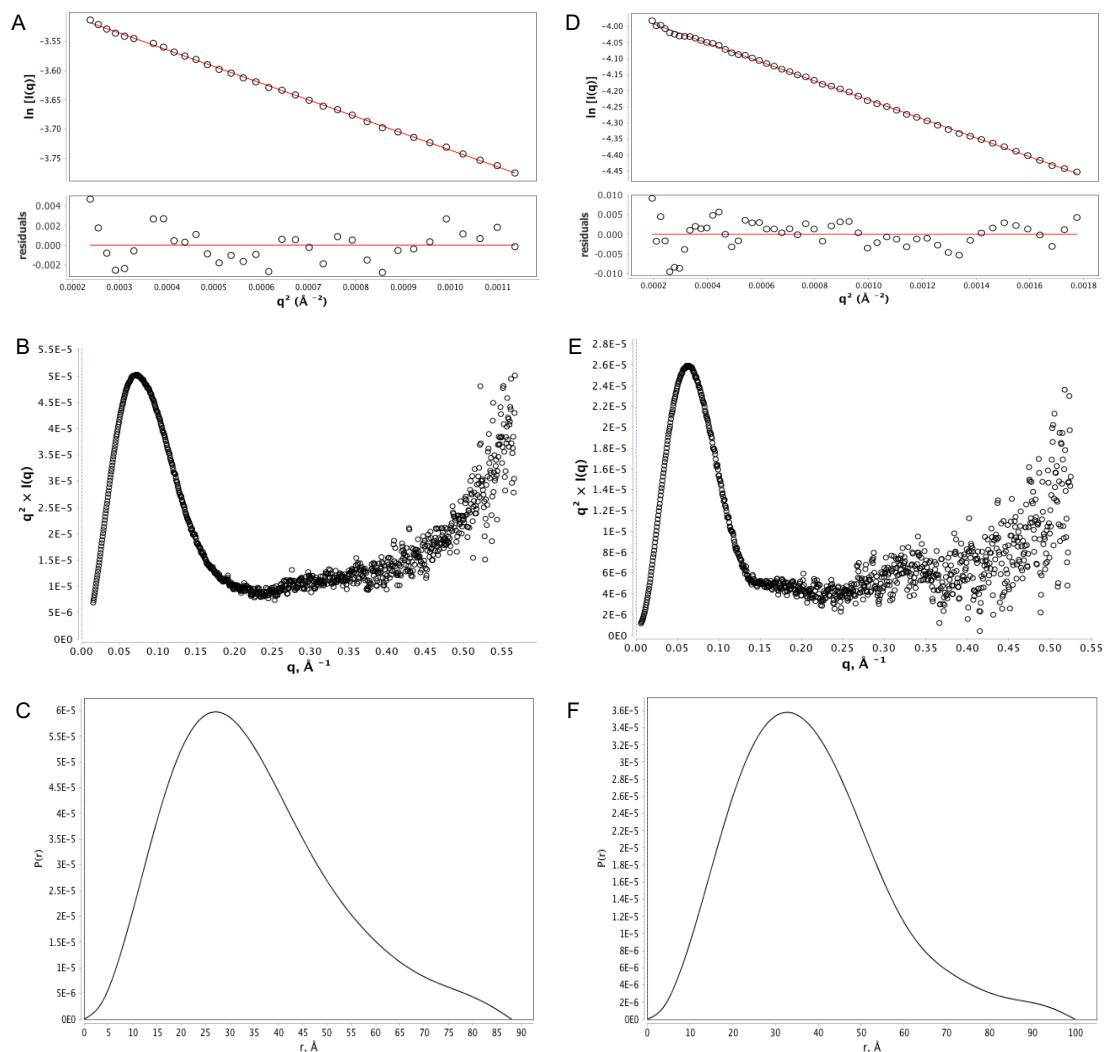 A
−3.55
−3.60
−3.65
−3.70
−3.75
ln [I(q)]
0.004
0.002
0.000
−0.002
residuals
0.0002 0.0003 0.0004 0.0005 0.0006 0.0007 0.0008 0.0009 0.0010 0.0011
q² (Å ⁻²)
D
−4.00
−4.05
−4.10
−4.15
−4.20
−4.25
−4.30
−4.35
−4.40
−4.45
ln [I(q)]
0.010
0.005
0.000
−0.005
−0.010
residuals
0.0002 0.0004 0.0006 0.0008 0.0010 0.0012 0.0014 0.0016 0.0018
q² (Å ⁻²)
B
5.5E−5
5E−5
4.5E−5
4E−5
3.5E−5
3E−5
2.5E−5
2E−5
1.5E−5
1E−5
5E−6
0E0
q² × I(q)
0.00 0.05 0.10 0.15 0.20 0.25 0.30 0.35 0.40 0.45 0.50 0.55
q, Å ⁻¹
E
2.8E−5
2.6E−5
2.4E−5
2.2E−5
2E−5
1.8E−5
1.6E−5
1.4E−5
1.2E−5
1E−5
8E−6
6E−6
4E−6
2E−6
0E0
q² × I(q)
0.00 0.05 0.10 0.15 0.20 0.25 0.30 0.35 0.40 0.45 0.50 0.55
q, Å ⁻¹
C
6E−5
5E−5
5E−5
4E−5
4E−5
3E−5
3E−5
2E−5
2E−5
1E−5
1E−5
5E−6
0E0
P(r)
0 5 10 15 20 25 30 35 40 45 50 55 60 65 70 75 80 85 90
r, Å
F
3.6E−5
3.4E−5
3.2E−5
3E−5
2.8E−5
2.6E−5
2.4E−5
2.2E−5
2E−5
1.8E−5
1.6E−5
1.4E−5
1.2E−5
1E−5
8E−6
6E−6
4E−6
2E−6
0E0
P(r)
0 10 20 30 40 50 60 70 80 90 100
r, Å